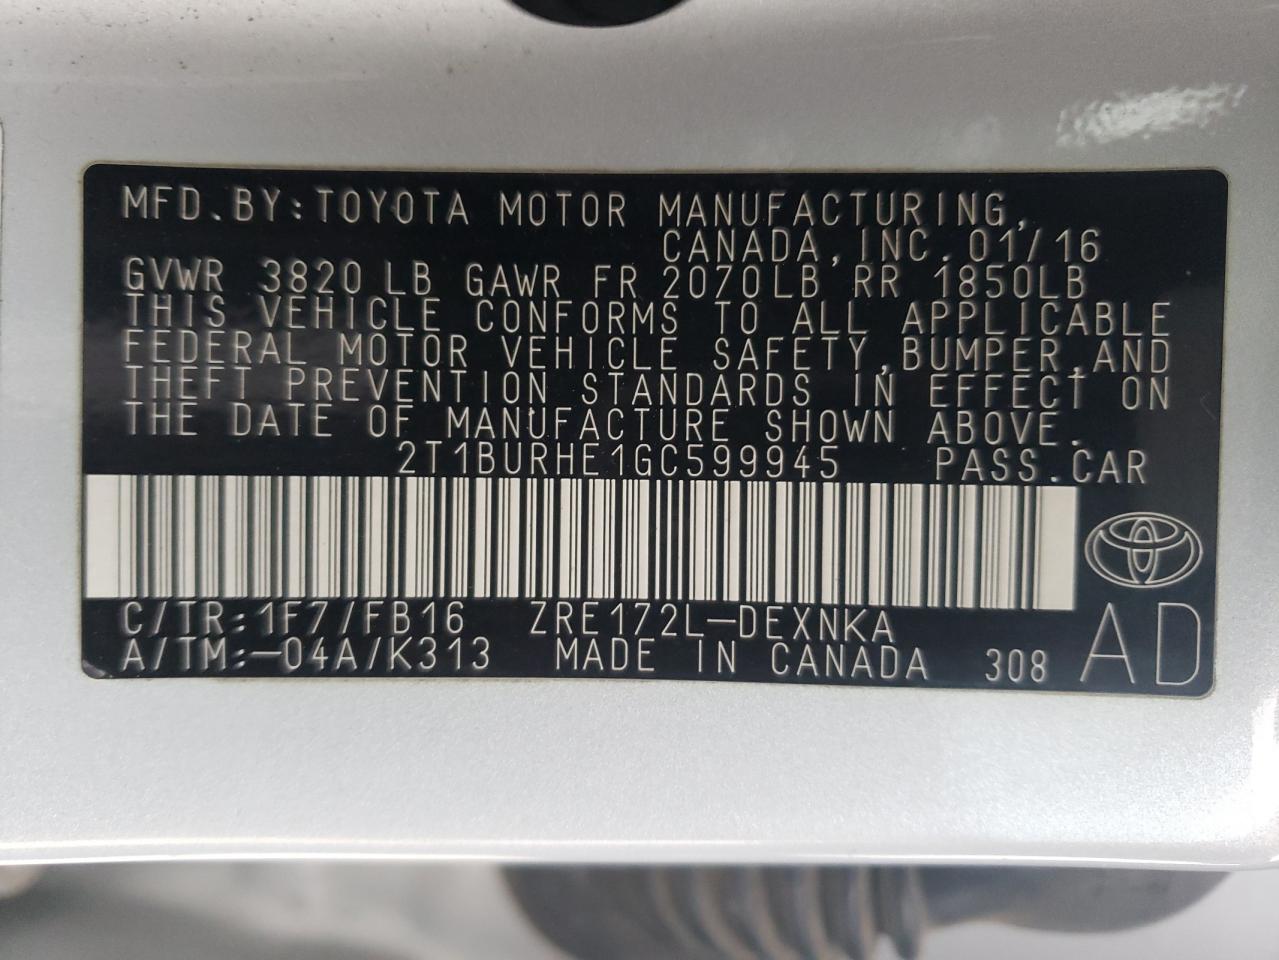 MFD.BY:TOYOTA MOTOR MANUFACTURING,
CANADA,INC.01/16
GVWR 3820 LB GAWR FR 2070LB RR 1850LB
THIS VEHICLE CONFORMS TO ALL APPLICABLE
FEDERAL MOTOR VEHICLE SAFETY,BUMPER,AND
THEFT PREVENTION STANDARDS IN EFFECT ON
THE DATE OF MANUFACTURE SHOWN ABOVE.
2T1BURHE1GC599945 PASS.CAR
C/TR:1F7/FB16 ZRE172L-DEXNKA
A/TM:-04A/K313 MADE IN CANADA 308 AD